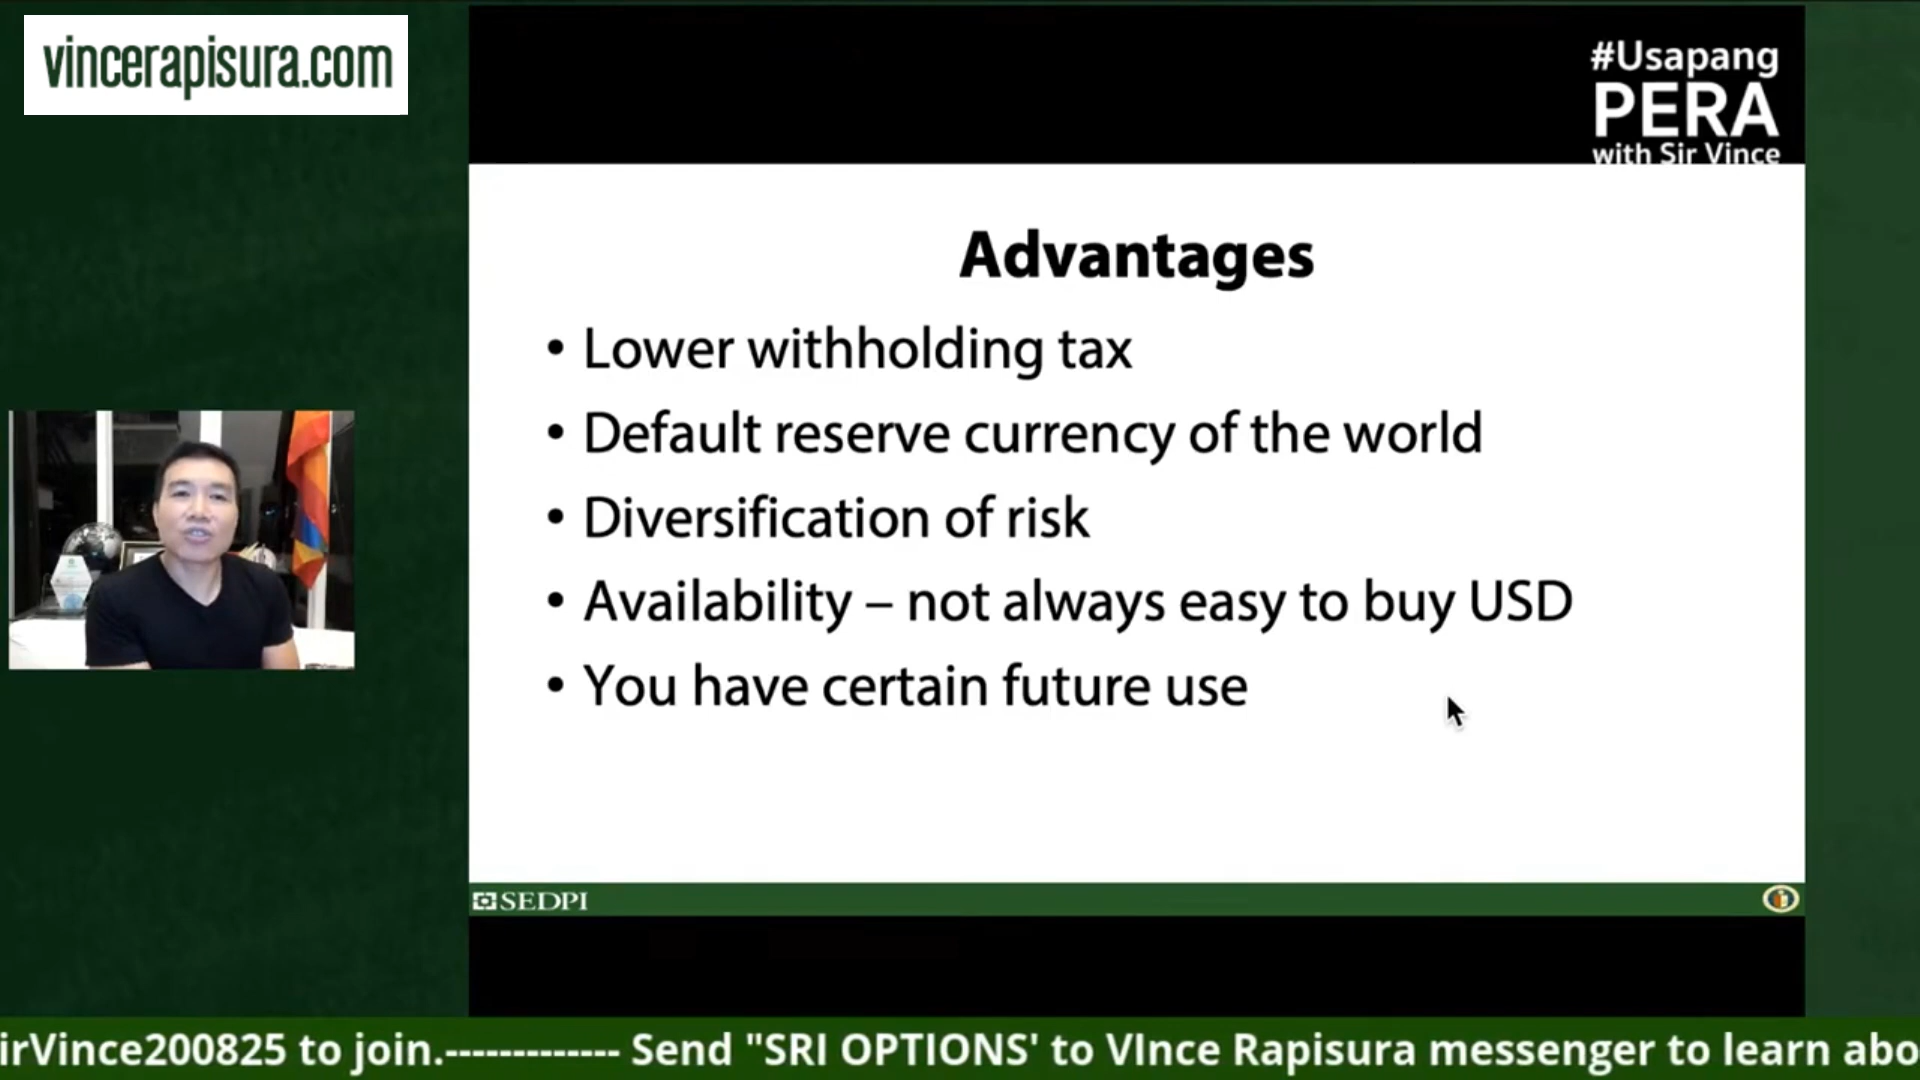 vincerapisura.com
#Usapang
PERA
with Sir Vince
Advantages
• Lower withholding tax
• Default reserve currency of the world
• Diversification of risk
• Availability – not always easy to buy USD
• You have certain future use
SEDPI
irVince200825 to join.------------- Send "SRI OPTIONS' to VInce Rapisura messenger to learn abo